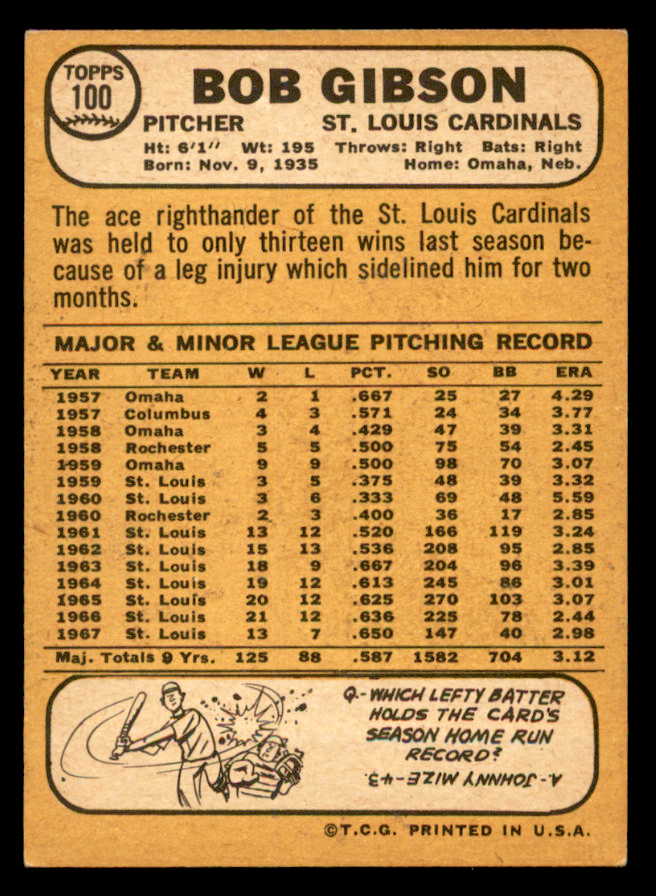 TOPPS
100
BOB GIBSON
PITCHER ST. LOUIS CARDINALS
Ht: 6'1" Wt: 195 Throws: Right Bats: Right
Born: Nov. 9, 1935 Home: Omaha, Neb.
The ace righthander of the St. Louis Cardinals
was held to only thirteen wins last season be-
cause of a leg injury which sidelined him for two
months.
MAJOR & MINOR LEAGUE PITCHING RECORD
YEAR TEAM W L PCT. SO BB ERA
1957 Omaha 2 1 .667 25 27 4.29
1957 Columbus 4 3 .571 24 34 3.77
1958 Omaha 3 4 .429 47 39 3.31
1958 Rochester 5 5 .500 75 54 2.45
1959 Omaha 9 9 .500 98 70 3.07
1959 St. Louis 3 5 .375 48 39 3.32
1960 St. Louis 3 6 .333 69 48 5.59
1960 Rochester 2 3 .400 36 17 2.85
1961 St. Louis 13 12 .520 166 119 3.24
1962 St. Louis 15 13 .536 208 95 2.85
1963 St. Louis 18 9 .667 204 96 3.39
1964 St. Louis 19 12 .613 245 86 3.01
1965 St. Louis 20 12 .625 270 103 3.07
1966 St. Louis 21 12 .636 225 78 2.44
1967 St. Louis 13 7 .650 147 40 2.98
Maj. Totals 9 Yrs. 125 88 .587 1582 704 3.12
Q.-WHICH LEFTY BATTER
HOLDS THE CARD'S
SEASON HOME RUN
RECORD?
A. JOHNNY MIZE-43.
©T.C.G. PRINTED IN U.S.A.